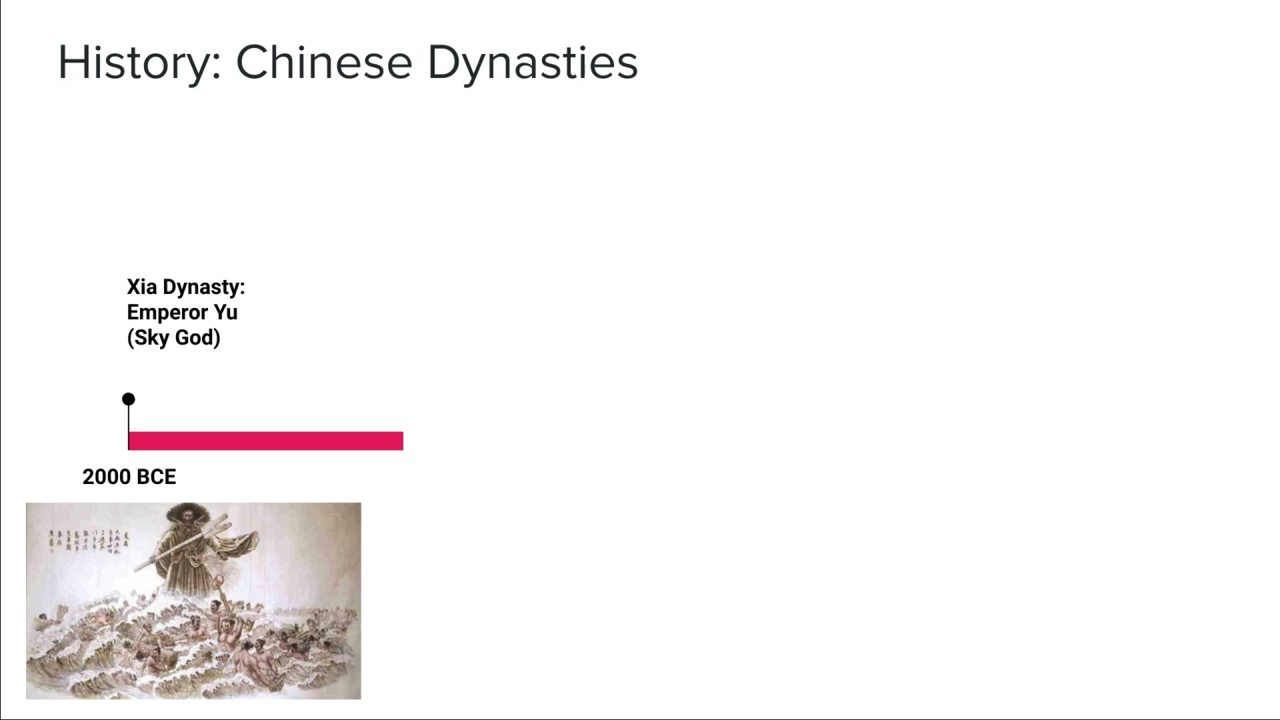 History: Chinese Dynasties
Xia Dynasty:
Emperor Yu
(Sky God)
2000 BCE